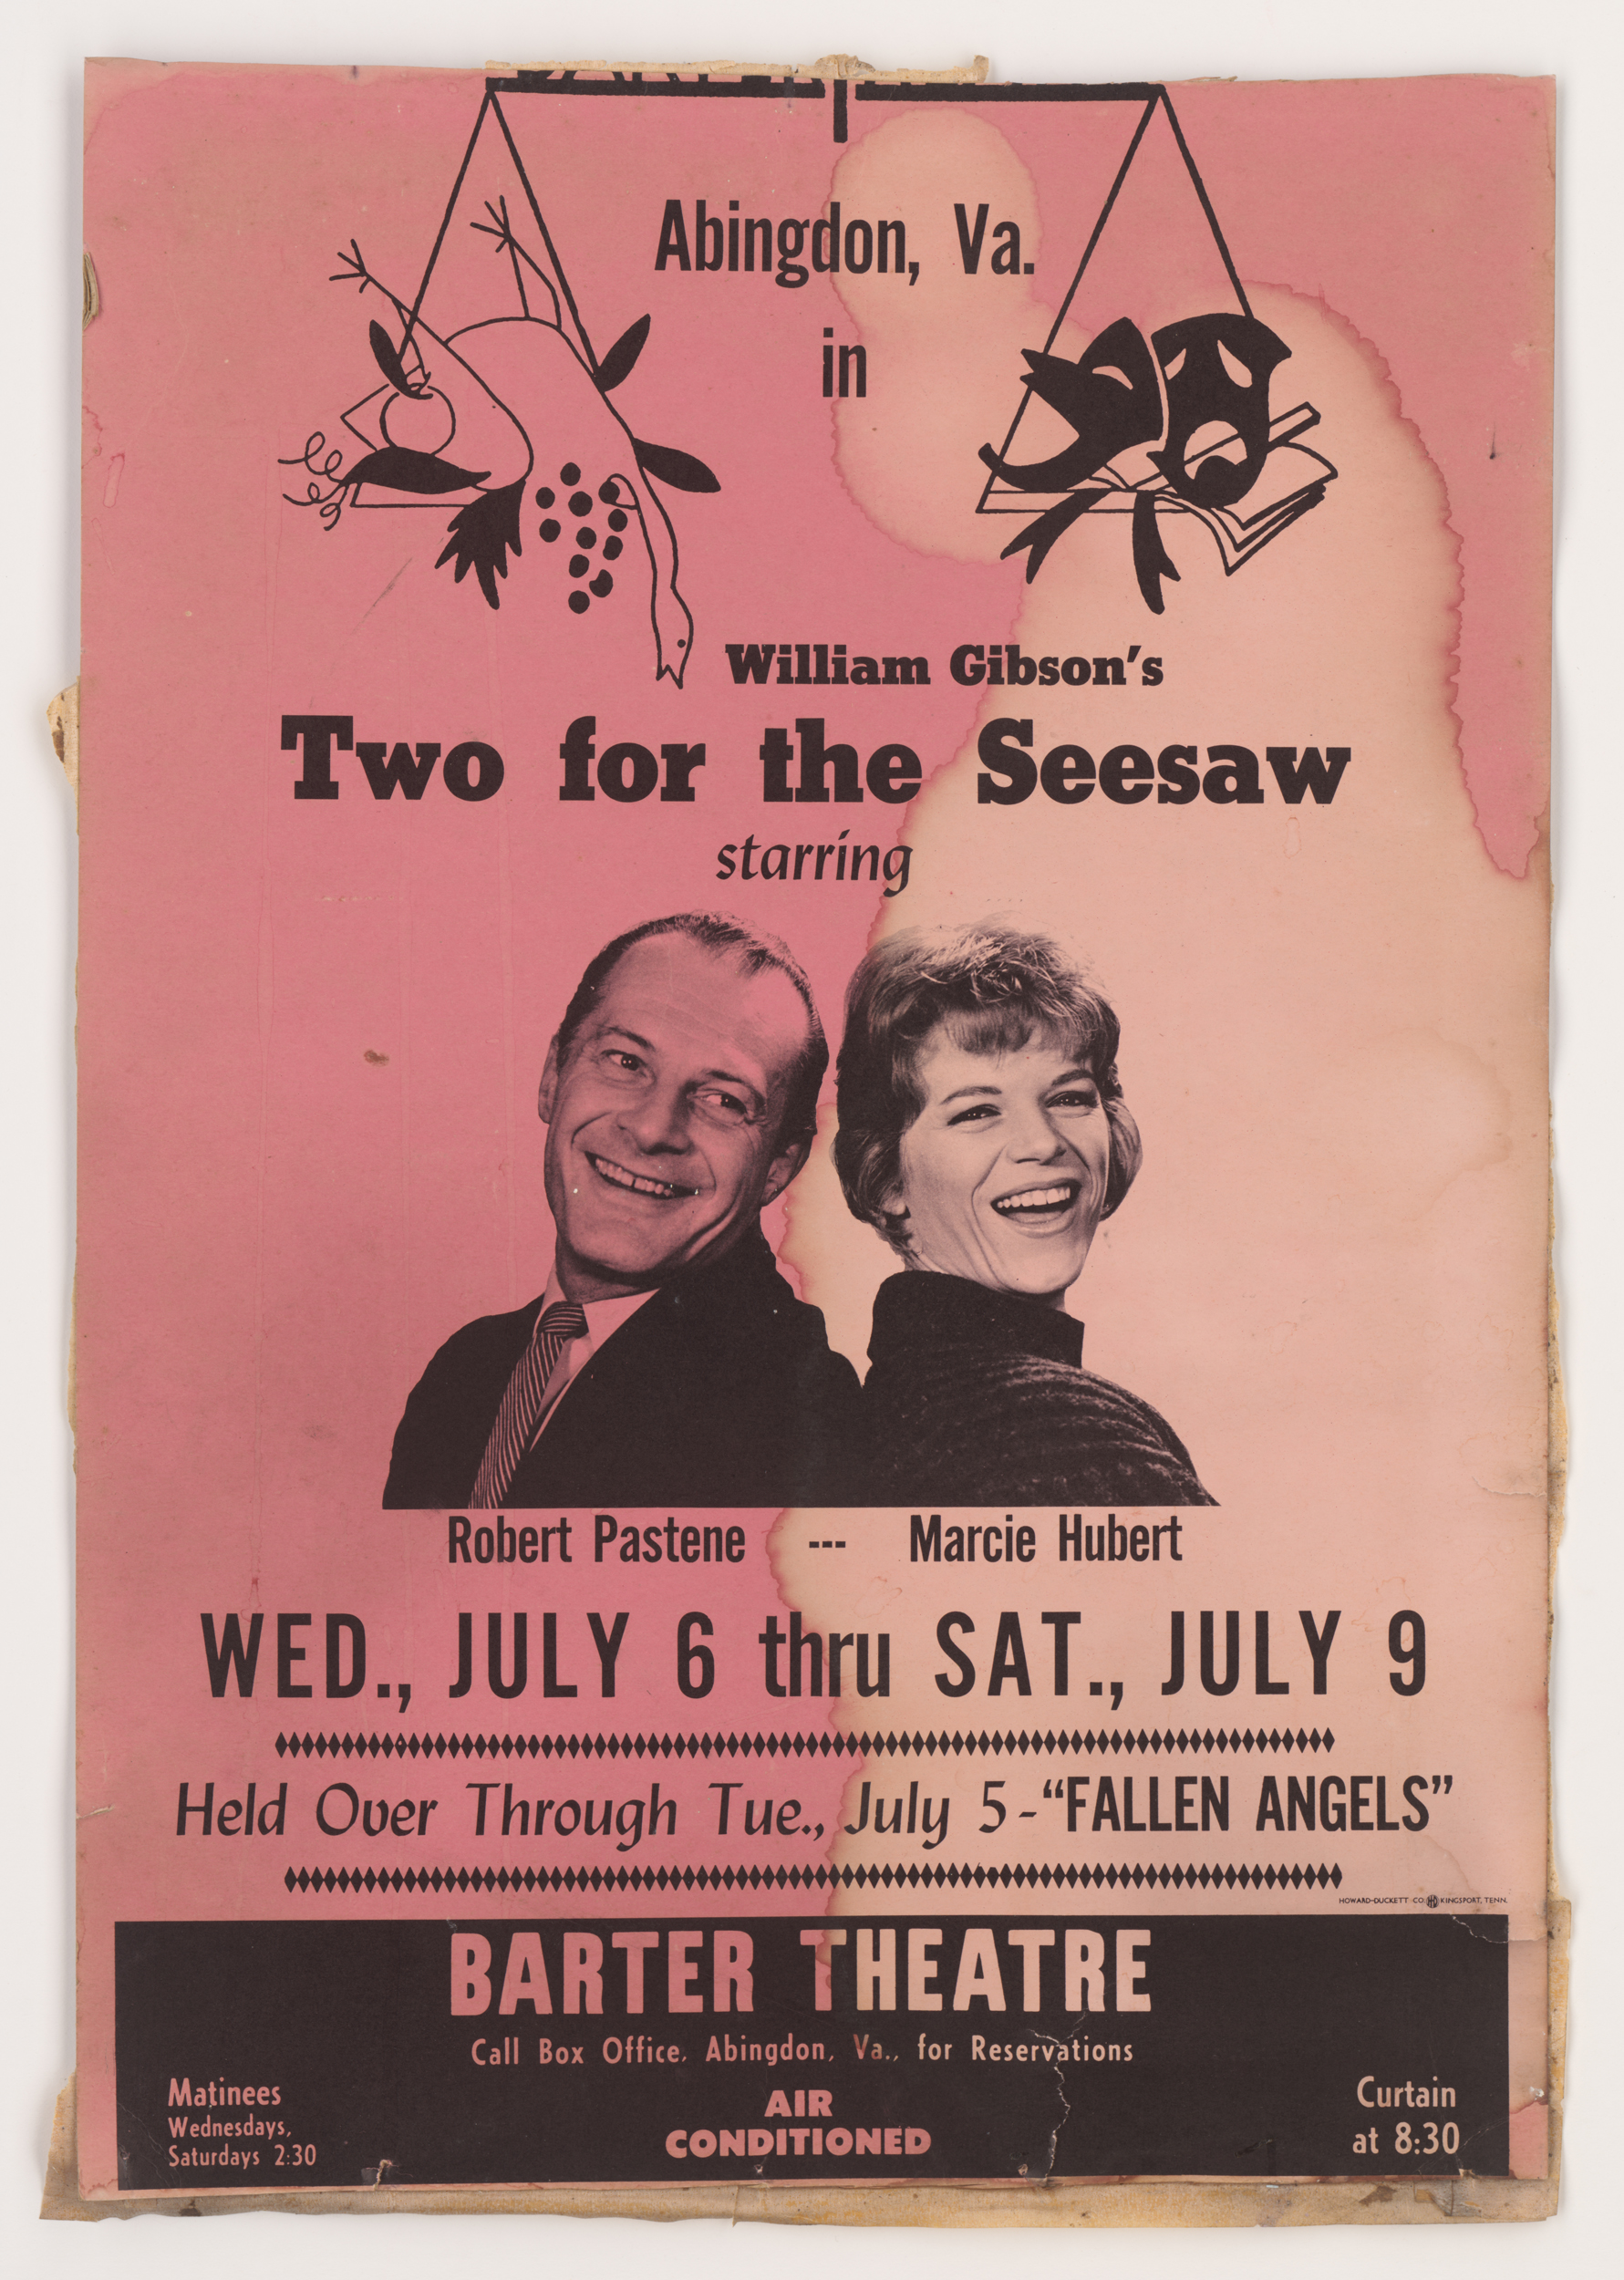 Abingdon, Va.
in
William Gibson's
Two for the Seesaw
starring
Robert Pastene --- Marcie Hubert
WED., JULY 6 thru SAT., JULY 9
Held Over Through Tue., July 5-“FALLEN ANGELS”
HOWARD-DUCKETT CO. HD KINGSPORT, TENN.
BARTER THEATRE
Call Box Office, Abingdon, Va., for Reservations
Matinees
Wednesdays,
Saturdays 2:30
AIR
CONDITIONED
Curtain
at 8:30